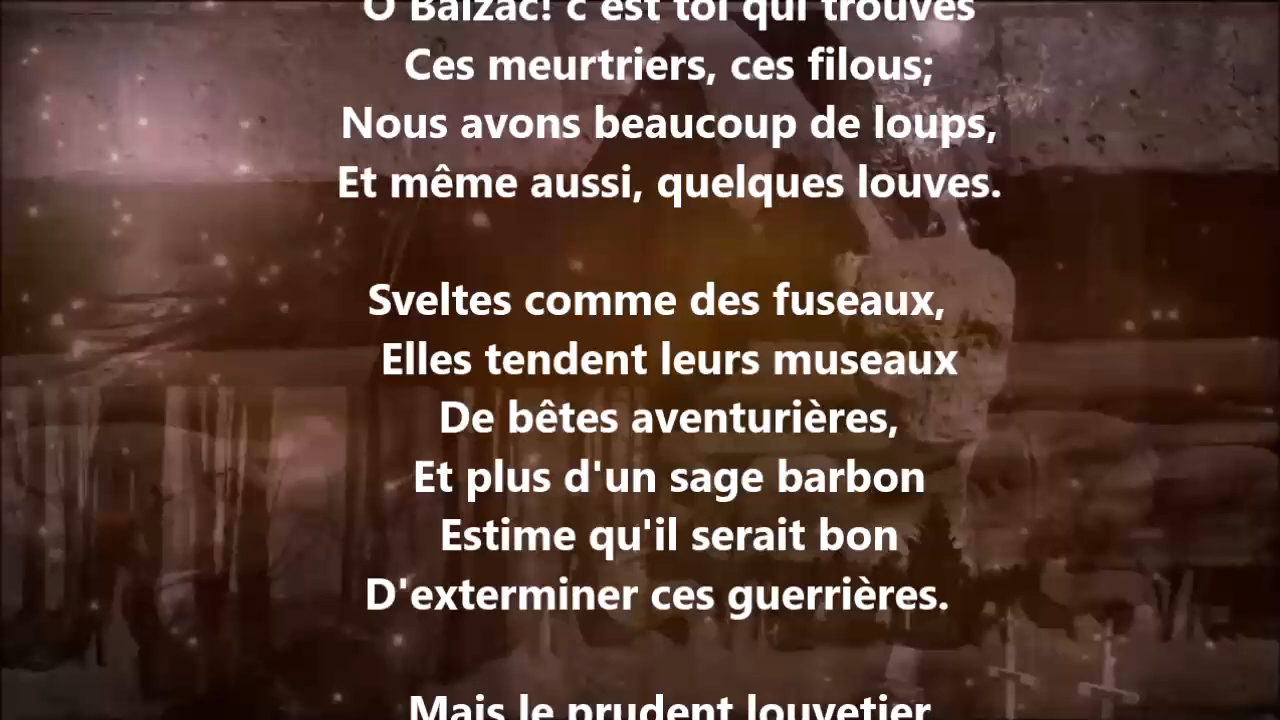 Ô Balzac! c'est toi qui trouves
Ces meurtriers, ces filous;
Nous avons beaucoup de loups,
Et même aussi, quelques louves.
Sveltes comme des fuseaux,
Elles tendent leurs museaux
De bêtes aventurières,
Et plus d'un sage barbon
Estime qu'il serait bon
D'exterminer ces guerrières.
Mais le prudent louvetier